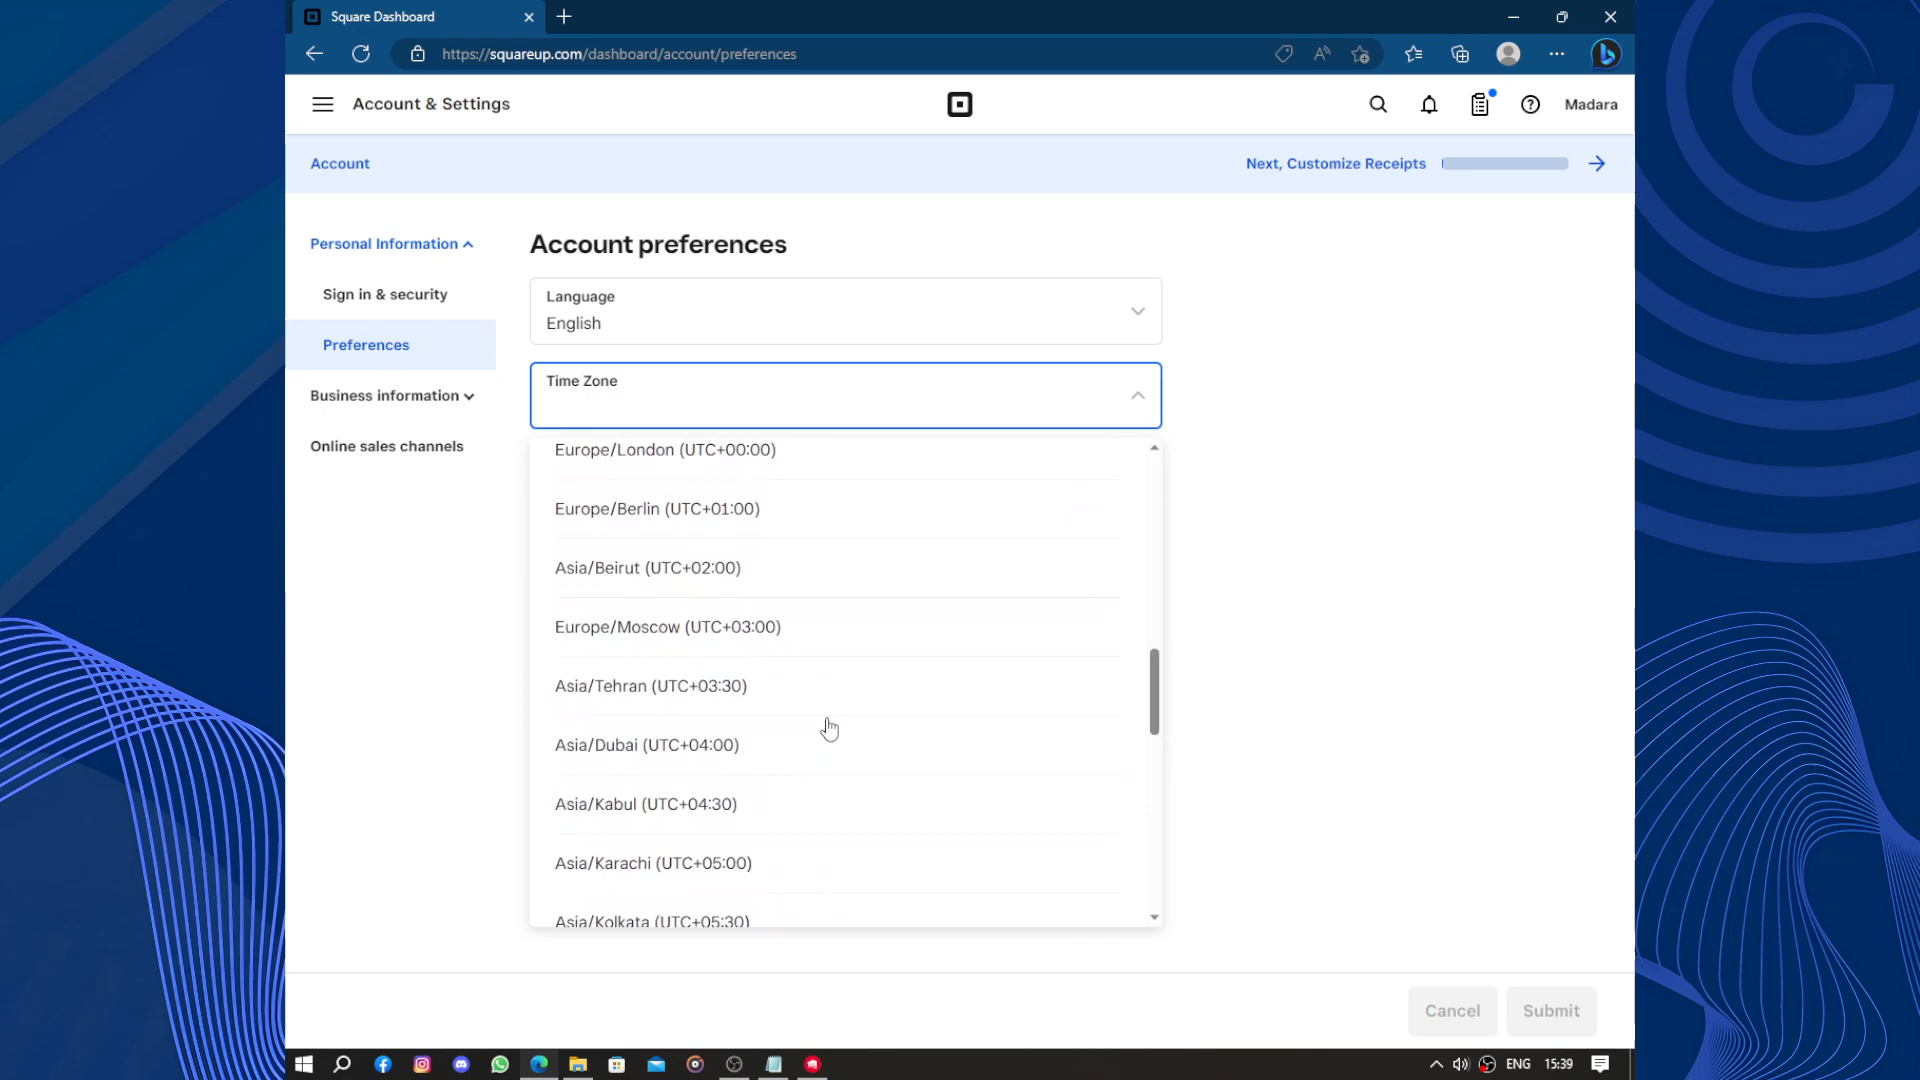 Square Dashboard
https://squareup.com/dashboard/account/preferences
Account & Settings
Madara
Account
Next, Customize Receipts
Personal Information
Sign in & security
Preferences
Business information
Online sales channels
Account preferences
Language
English
Time Zone
Europe/London (UTC+00:00)
Europe/Berlin (UTC+01:00)
Asia/Beirut (UTC+02:00)
Europe/Moscow (UTC+03:00)
Asia/Tehran (UTC+03:30)
Asia/Dubai (UTC+04:00)
Asia/Kabul (UTC+04:30)
Asia/Karachi (UTC+05:00)
Asia/Kolkata (UTC+05:30)
Cancel
Submit
ENG
15:39